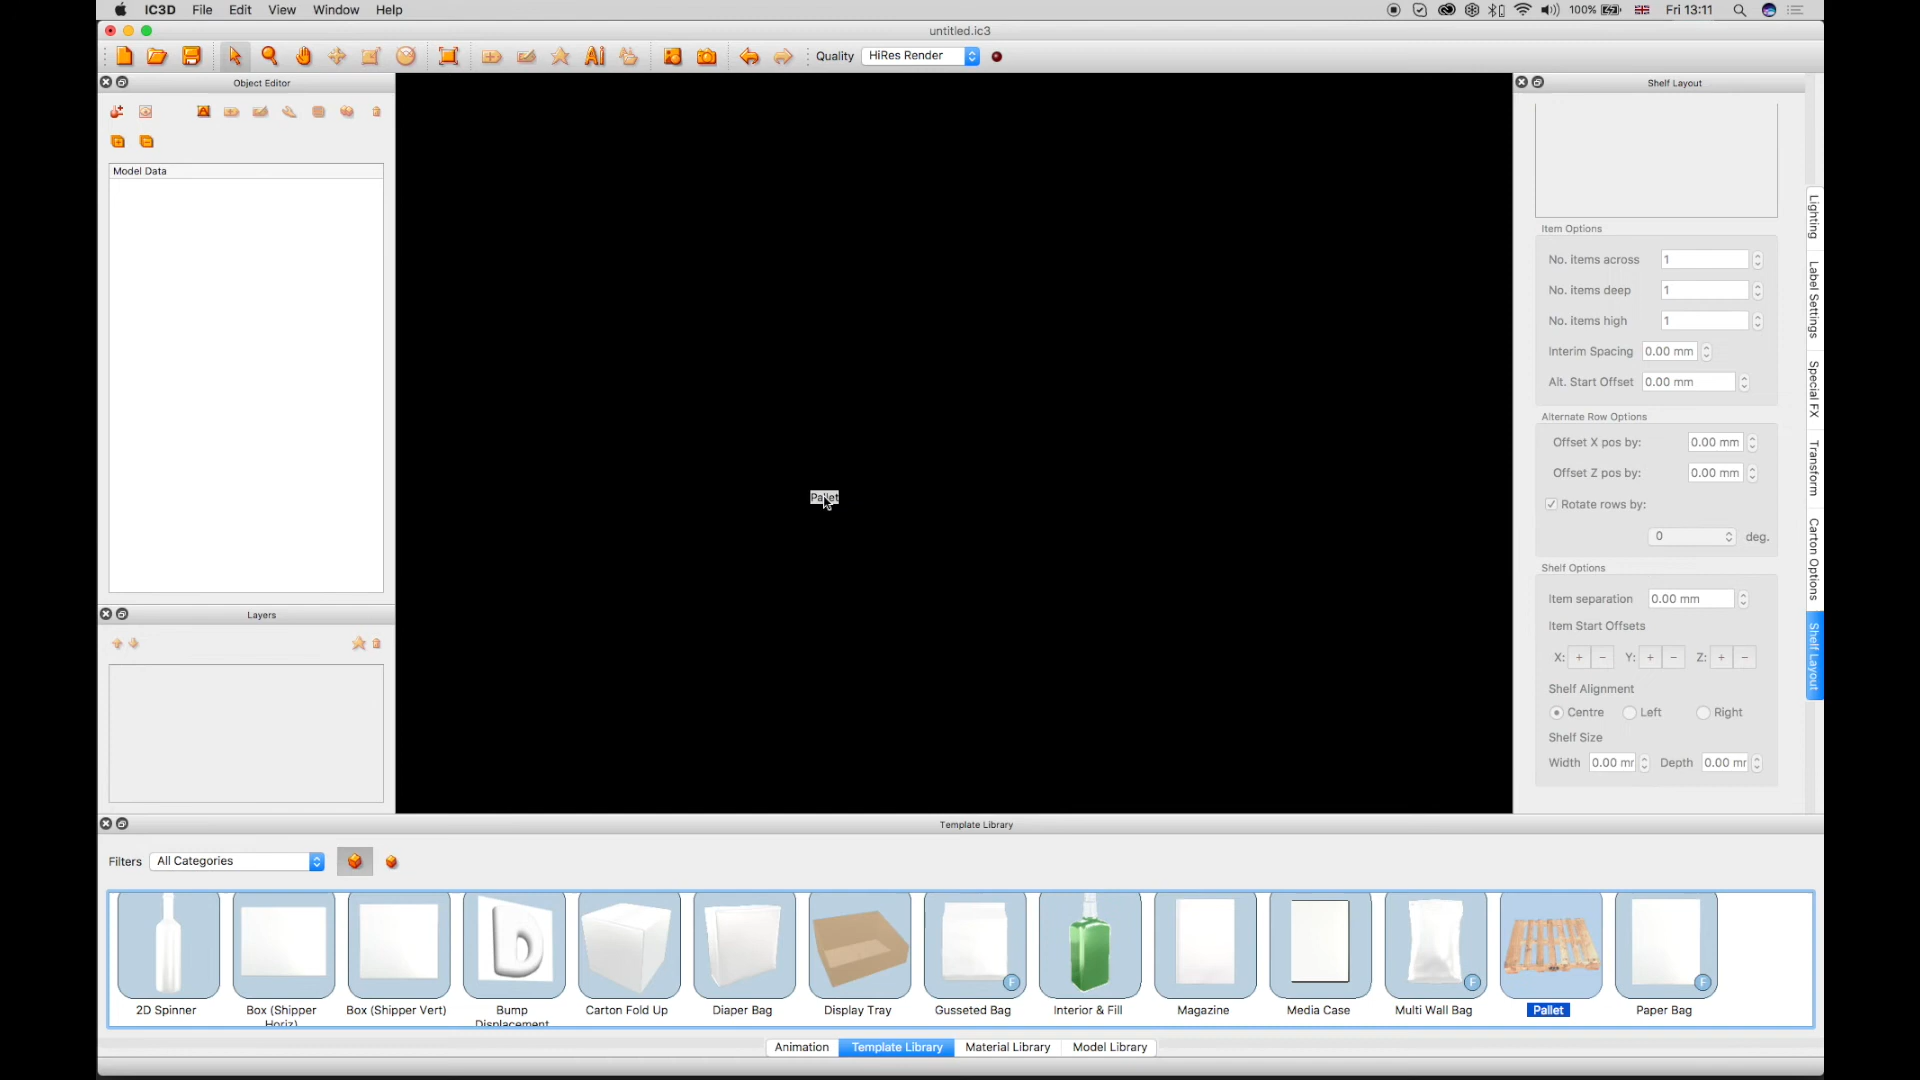 IC3D File Edit View Window Help
100% Fri 13:11
untitled.ic3
Quality HiRes Render
Object Editor
Model Data
Layers
Pallet
Shelf Layout
Item Options
No. items across 1
No. items deep 1
No. items high 1
Interim Spacing 0.00 mm
Alt. Start Offset 0.00 mm
Alternate Row Options
Offset X pos by: 0.00 mm
Offset Z pos by: 0.00 mm
Rotate rows by:
0 deg.
Shelf Options
Item separation 0.00 mm
Item Start Offsets
X: + − Y: + − Z: + −
Shelf Alignment
Centre Left Right
Shelf Size
Width 0.00 mr Depth 0.00 mr
Lighting
Label Settings
Special FX
Transform
Carton Options
Shelf Layout
Template Library
Filters All Categories
2D Spinner
Box (Shipper
Horiz)
Box (Shipper Vert)
Bump
Displacement
Carton Fold Up
Diaper Bag
Display Tray
Gusseted Bag
Interior & Fill
Magazine
Media Case
Multi Wall Bag
Pallet
Paper Bag
Animation Template Library Material Library Model Library